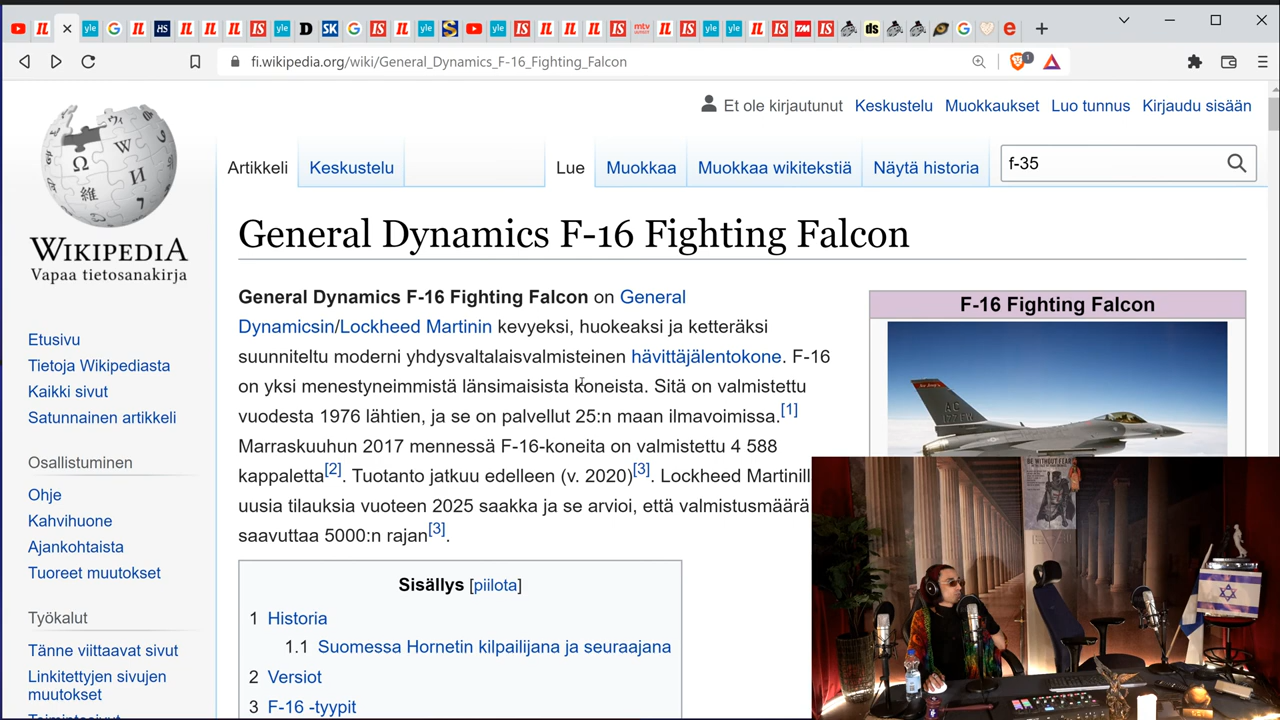 fi.wikipedia.org/wiki/General_Dynamics_F-16_Fighting_Falcon
Et ole kirjautunut Keskustelu Muokkaukset Luo tunnus Kirjaudu sisään
Artikkeli Keskustelu Lue Muokkaa Muokkaa wikitekstiä Näytä historia f-35
WIKIPEDIA
Vapaa tietosanakirja
Etusivu
Tietoja Wikipediasta
Kaikki sivut
Satunnainen artikkeli
Osallistuminen
Ohje
Kahvihuone
Ajankohtaista
Tuoreet muutokset
Työkalut
Tänne viittaavat sivut
Linkitettyjen sivujen
muutokset
Toimintosivut
General Dynamics F-16 Fighting Falcon
General Dynamics F-16 Fighting Falcon on General
Dynamicsin/Lockheed Martinin kevyeksi, huokeaksi ja ketteräksi
suunniteltu moderni yhdysvaltalaisvalmisteinen hävittäjälentokone. F-16
on yksi menestyneimmistä länsimaisista koneista. Sitä on valmistettu
vuodesta 1976 lähtien, ja se on palvellut 25:n maan ilmavoimissa.[1]
Marraskuuhun 2017 mennessä F-16-koneita on valmistettu 4 588
kappaletta[2]. Tuotanto jatkuu edelleen (v. 2020)[3]. Lockheed Martinill
uusia tilauksia vuoteen 2025 saakka ja se arvioi, että valmistusmäärä
saavuttaa 5000:n rajan[3].
Sisällys [piilota]
1 Historia
1.1 Suomessa Hornetin kilpailijana ja seuraajana
2 Versiot
3 F-16 -tyypit
F-16 Fighting Falcon
AC
BE WITHOUT FEAR